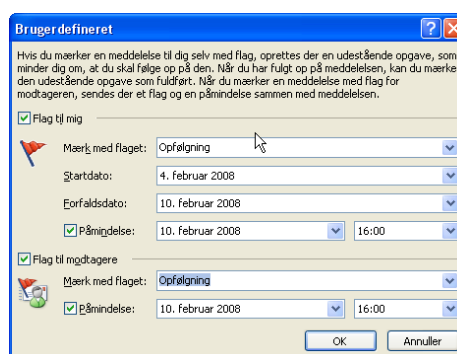 Brugerdefineret
Hvis du mærker en meddelelse til dig selv med flag, oprettes der en udestående opgave, som
minder dig om, at du skal følge op på den. Når du har fulgt op på meddelelsen, kan du mærke
den udestående opgave som fuldført. Når du mærker en meddelelse med flag for
modtageren, sendes der et flag og en påmindelse sammen med meddelelsen.
Flag til mig
Mærk med flaget: Opfølgning
Startdato: 4. februar 2008
Forfaldsdato: 10. februar 2008
Påmindelse: 10. februar 2008 16:00
Flag til modtagere
Mærk med flaget: Opfølgning
Påmindelse: 10. februar 2008 16:00
OK Annuller